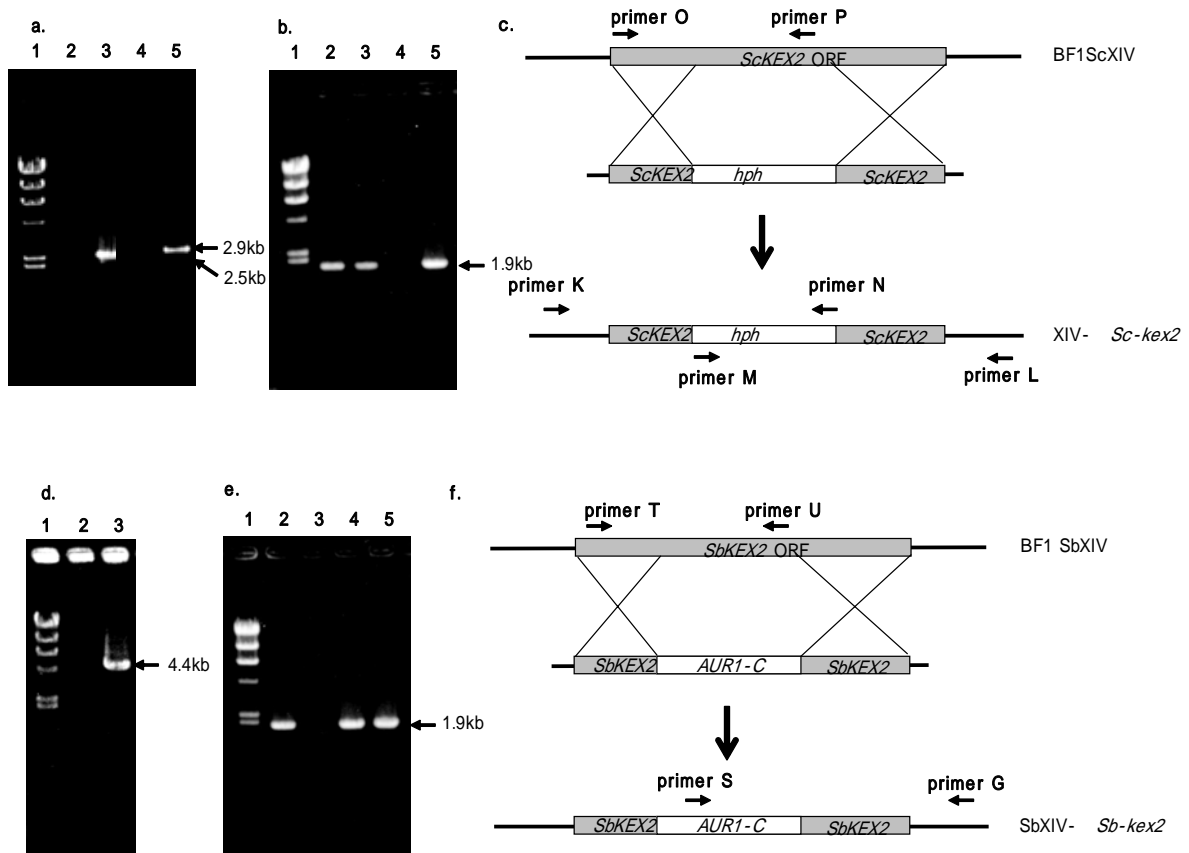 a.
1 2 3 4 5
2.9kb
2.5kb
b.
1 2 3 4 5
1.9kb
c.
primer O primer P
ScKEX2 ORF
BF1ScXIV
ScKEX2 hph ScKEX2
primer K primer N
ScKEX2 hph ScKEX2
XIV- Sc-kex2
primer M primer L
d.
1 2 3
4.4kb
e.
1 2 3 4 5
1.9kb
f.
primer T primer U
SbKEX2 ORF
BF1 SbXIV
SbKEX2 AUR1-C SbKEX2
primer S primer G
SbKEX2 AUR1-C SbKEX2
SbXIV- Sb-kex2